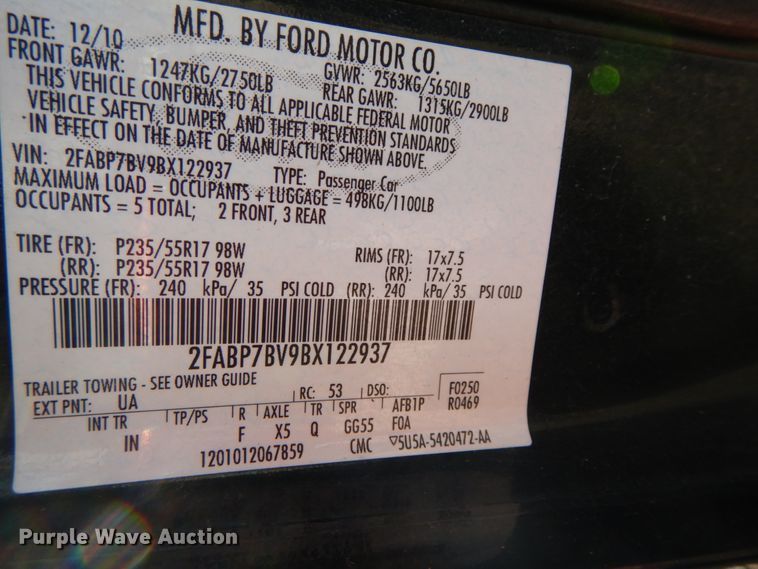 MFD. BY FORD MOTOR CO.
DATE: 12/10
GVWR: 2563KG/5650LB
FRONT GAWR: 1247KG/2750LB
REAR GAWR: 1315KG/2900LB
THIS VEHICLE CONFORMS TO ALL APPLICABLE FEDERAL MOTOR
VEHICLE SAFETY, BUMPER, AND THEFT PREVENTION STANDARDS
IN EFFECT ON THE DATE OF MANUFACTURE SHOWN ABOVE.
VIN: 2FABP7BV9BX122937 TYPE: Passenger Car
MAXIMUM LOAD = OCCUPANTS + LUGGAGE = 498KG/1100LB
OCCUPANTS = 5 TOTAL; 2 FRONT, 3 REAR
TIRE (FR): P235/55R17 98W RIMS (FR): 17x7.5
(RR): P235/55R17 98W (RR): 17x7.5
PRESSURE (FR): 240 kPa/ 35 PSI COLD (RR): 240 kPa/ 35 PSI COLD
2FABP7BV9BX122937
TRAILER TOWING - SEE OWNER GUIDE
EXT PNT: UA RC: 53 DSO: F0250
R0469
INT TR TP/PS R AXLE TR SPR AFB1P
IN F X5 Q GG55 F0A
1201012067859 CMC ▽5U5A-5420472-AA
Purple Wave Auction